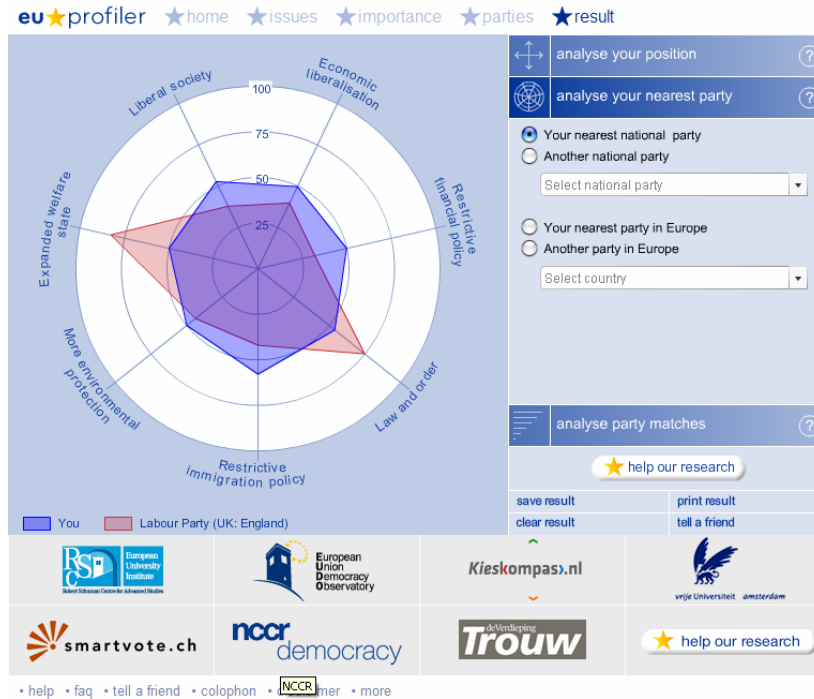 eu profiler home issues importance parties result
Liberal society
Economic
liberalisation
Restrictive
financial policy
Law and order
Restrictive
immigration policy
More environmental
protection
Expanded welfare
state
100
75
50
25
You Labour Party (UK: England)
analyse your position ?
analyse your nearest party ?
Your nearest national party
Another national party
Select national party
Your nearest party in Europe
Another party in Europe
Select country
analyse party matches ?
help our research
save result print result
clear result tell a friend
RSC
European
University
Institute
Robert Schuman Centre for Advanced Studies
European
Union
Democracy
Observatory
Kieskompas.nl
vrije Universiteit amsterdam
smartvote.ch
nccr
democracy
deVerdieping
Trouw
help our research
• help • faq • tell a friend • colophon • mer • more
NCCR